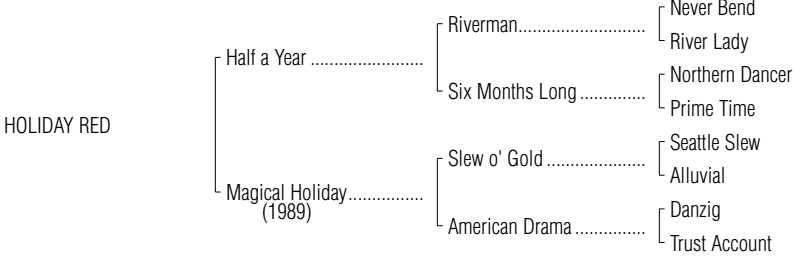 Never Bend
Riverman..........................
River Lady
Half a Year ........................
Northern Dancer
Six Months Long ..............
Prime Time
HOLIDAY RED
Seattle Slew
Slew o' Gold .....................
Alluvial
Magical Holiday................
(1989)
Danzig
American Drama ...............
Trust Account